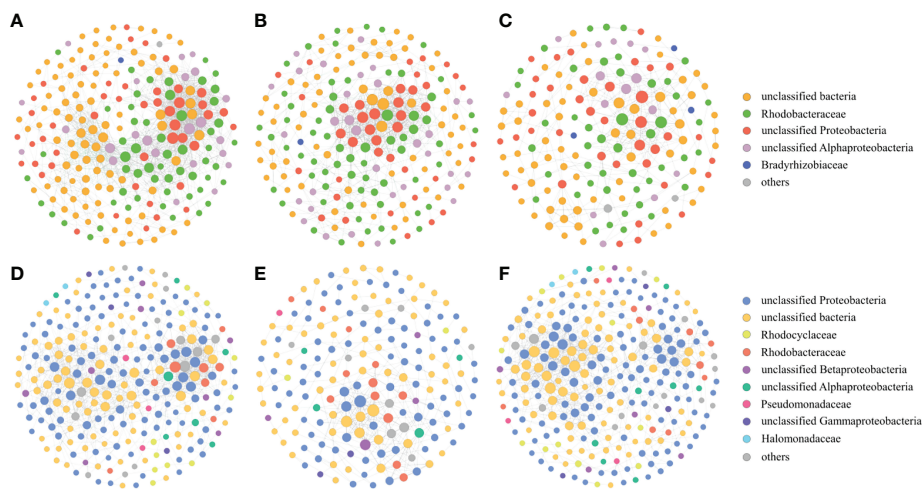 A
B
C
unclassified bacteria
Rhodobacteraceae
unclassified Proteobacteria
unclassified Alphaproteobacteria
Bradyrhizobiaceae
others
D
E
F
unclassified Proteobacteria
unclassified bacteria
Rhodocyclaceae
Rhodobacteraceae
unclassified Betaproteobacteria
unclassified Alphaproteobacteria
Pseudomonadaceae
unclassified Gammaproteobacteria
Halomonadaceae
others